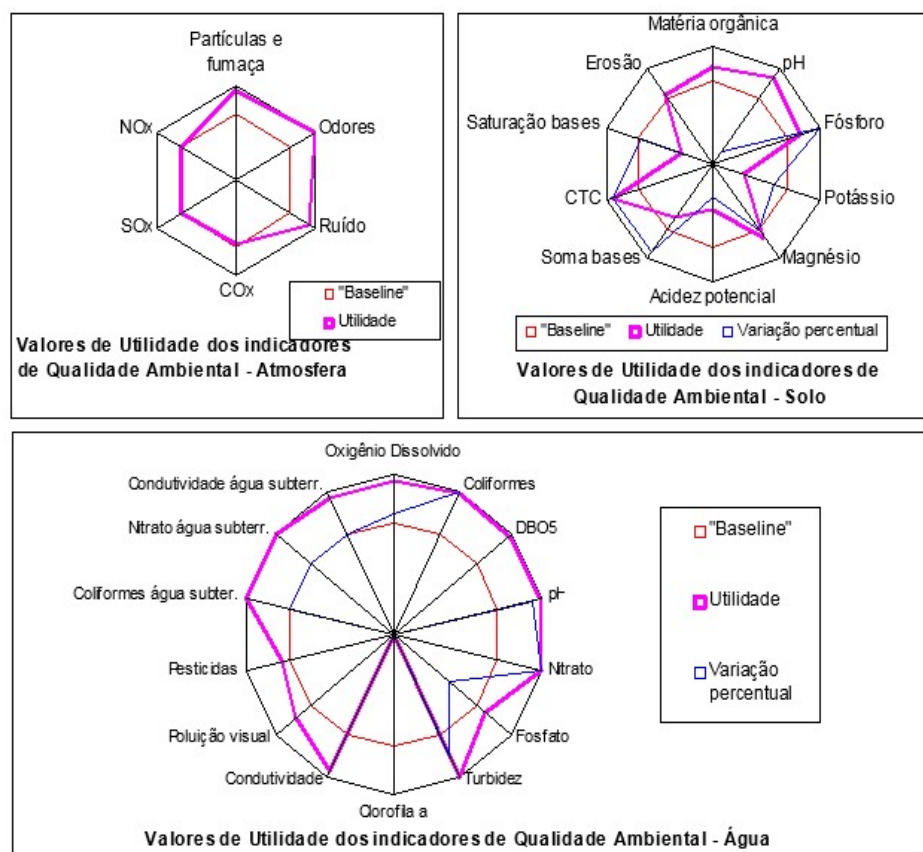 Partículas e
fumaça
NOx
Odores
SOx
Ruído
COx
"Baseline"
Utilidade
Valores de Utilidade dos indicadores
de Qualidade Ambiental - Atmosfera
Matéria orgânica
Erosão
pH
Saturação bases
Fósforo
CTC
Potássio
Soma bases
Magnésio
Acidez potencial
"Baseline"
Utilidade
Variação percentual
Valores de Utilidade dos indicadores de
Qualidade Ambiental - Solo
Oxigênio Dissolvido
Condutividade água subterr.
Coliformes
Nitrato água subterr.
DBO5
Coliformes água subter.
pH
Pesticidas
Nitrato
Poluição visual
Fosfato
Condutividade
Turbidez
Clorofila a
"Baseline"
Utilidade
Variação
percentual
Valores de Utilidade dos indicadores de Qualidade Ambiental - Água